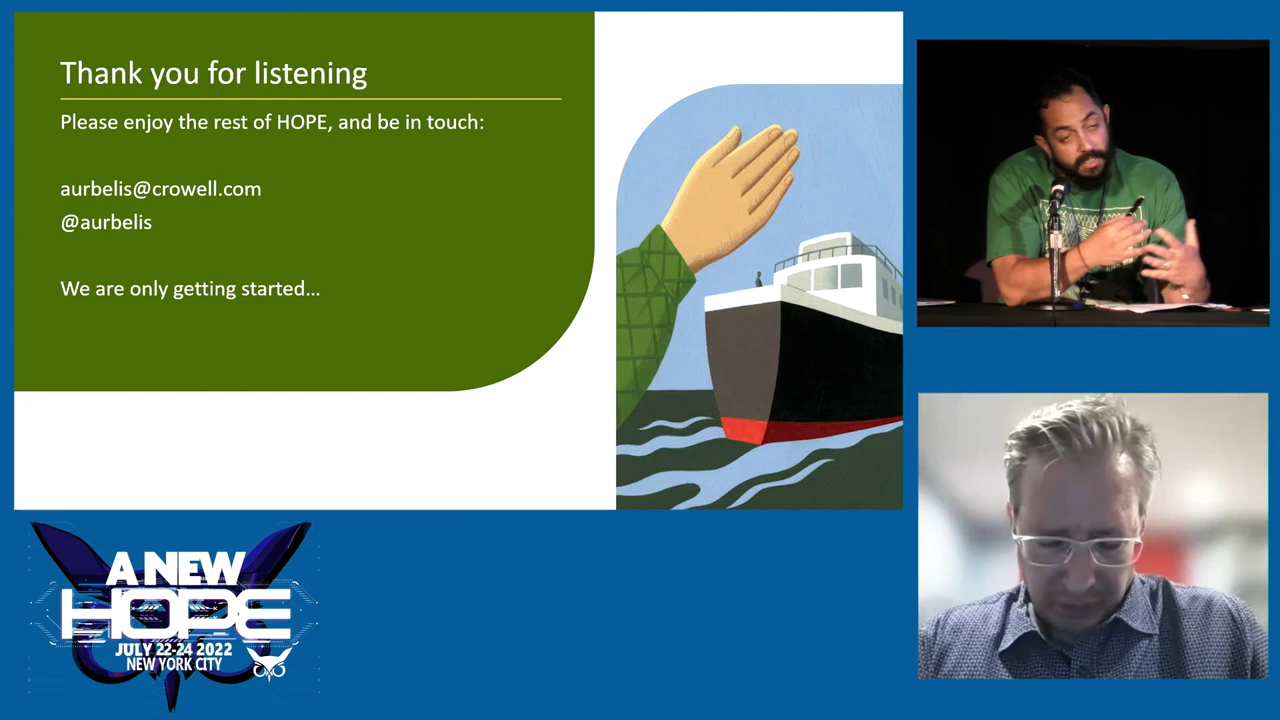 Thank you for listening
Please enjoy the rest of HOPE, and be in touch:
aurbelis@crowell.com
@aurbelis
We are only getting started...
A NEW
HOPE
JULY 22-24 2022
NEW YORK CITY